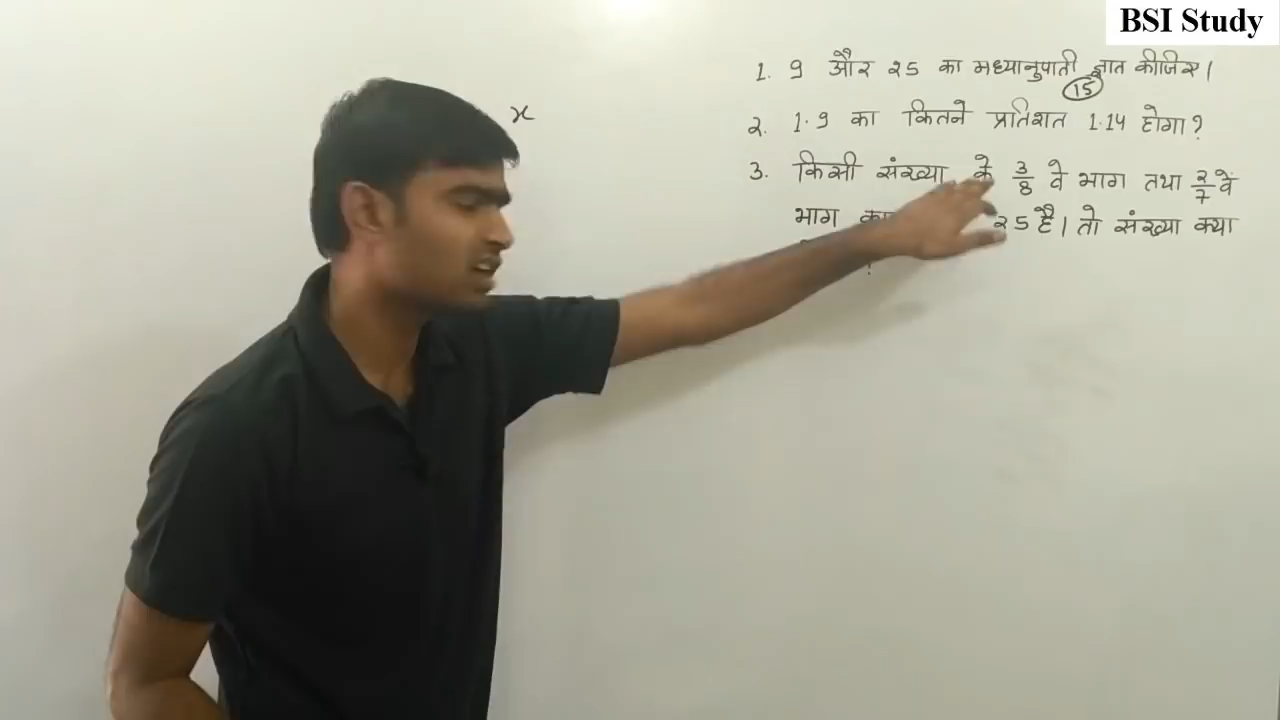 BSI Study
1. 9 और 25 का मध्यानुपाती ज्ञात कीजिए।
15
x
2. 1.9 का कितने प्रतिशत 1.14 होगा?
3. किसी संख्या के 3/8 वे भाग तथा 2/7 वें
भाग का 25 है। तो संख्या क्या
?